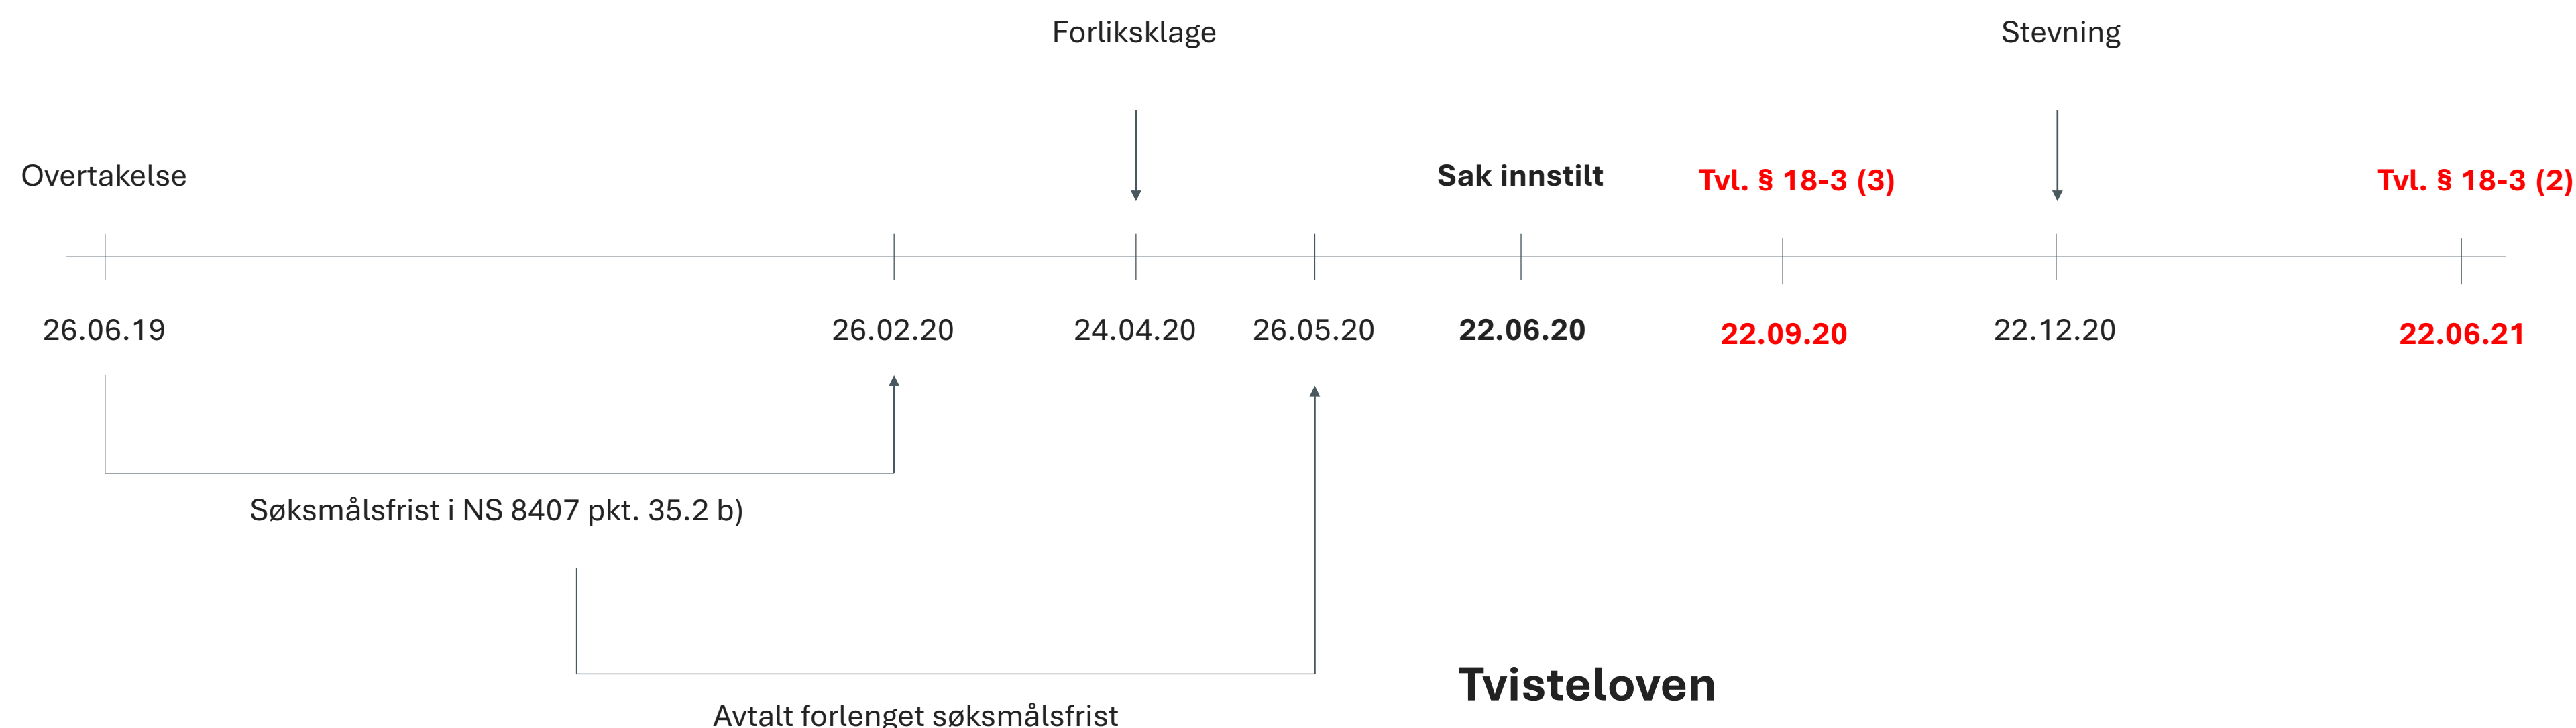 Forliksklage
Stevning
Overtakelse
Sak innstilt
Tvl. § 18-3 (3)
Tvl. § 18-3 (2)
26.06.19
26.02.20
24.04.20
26.05.20
22.06.20
22.09.20
22.12.20
22.06.21
Søksmålsfrist i NS 8407 pkt. 35.2 b)
Tvisteloven
Avtalt forlenget søksmålsfrist